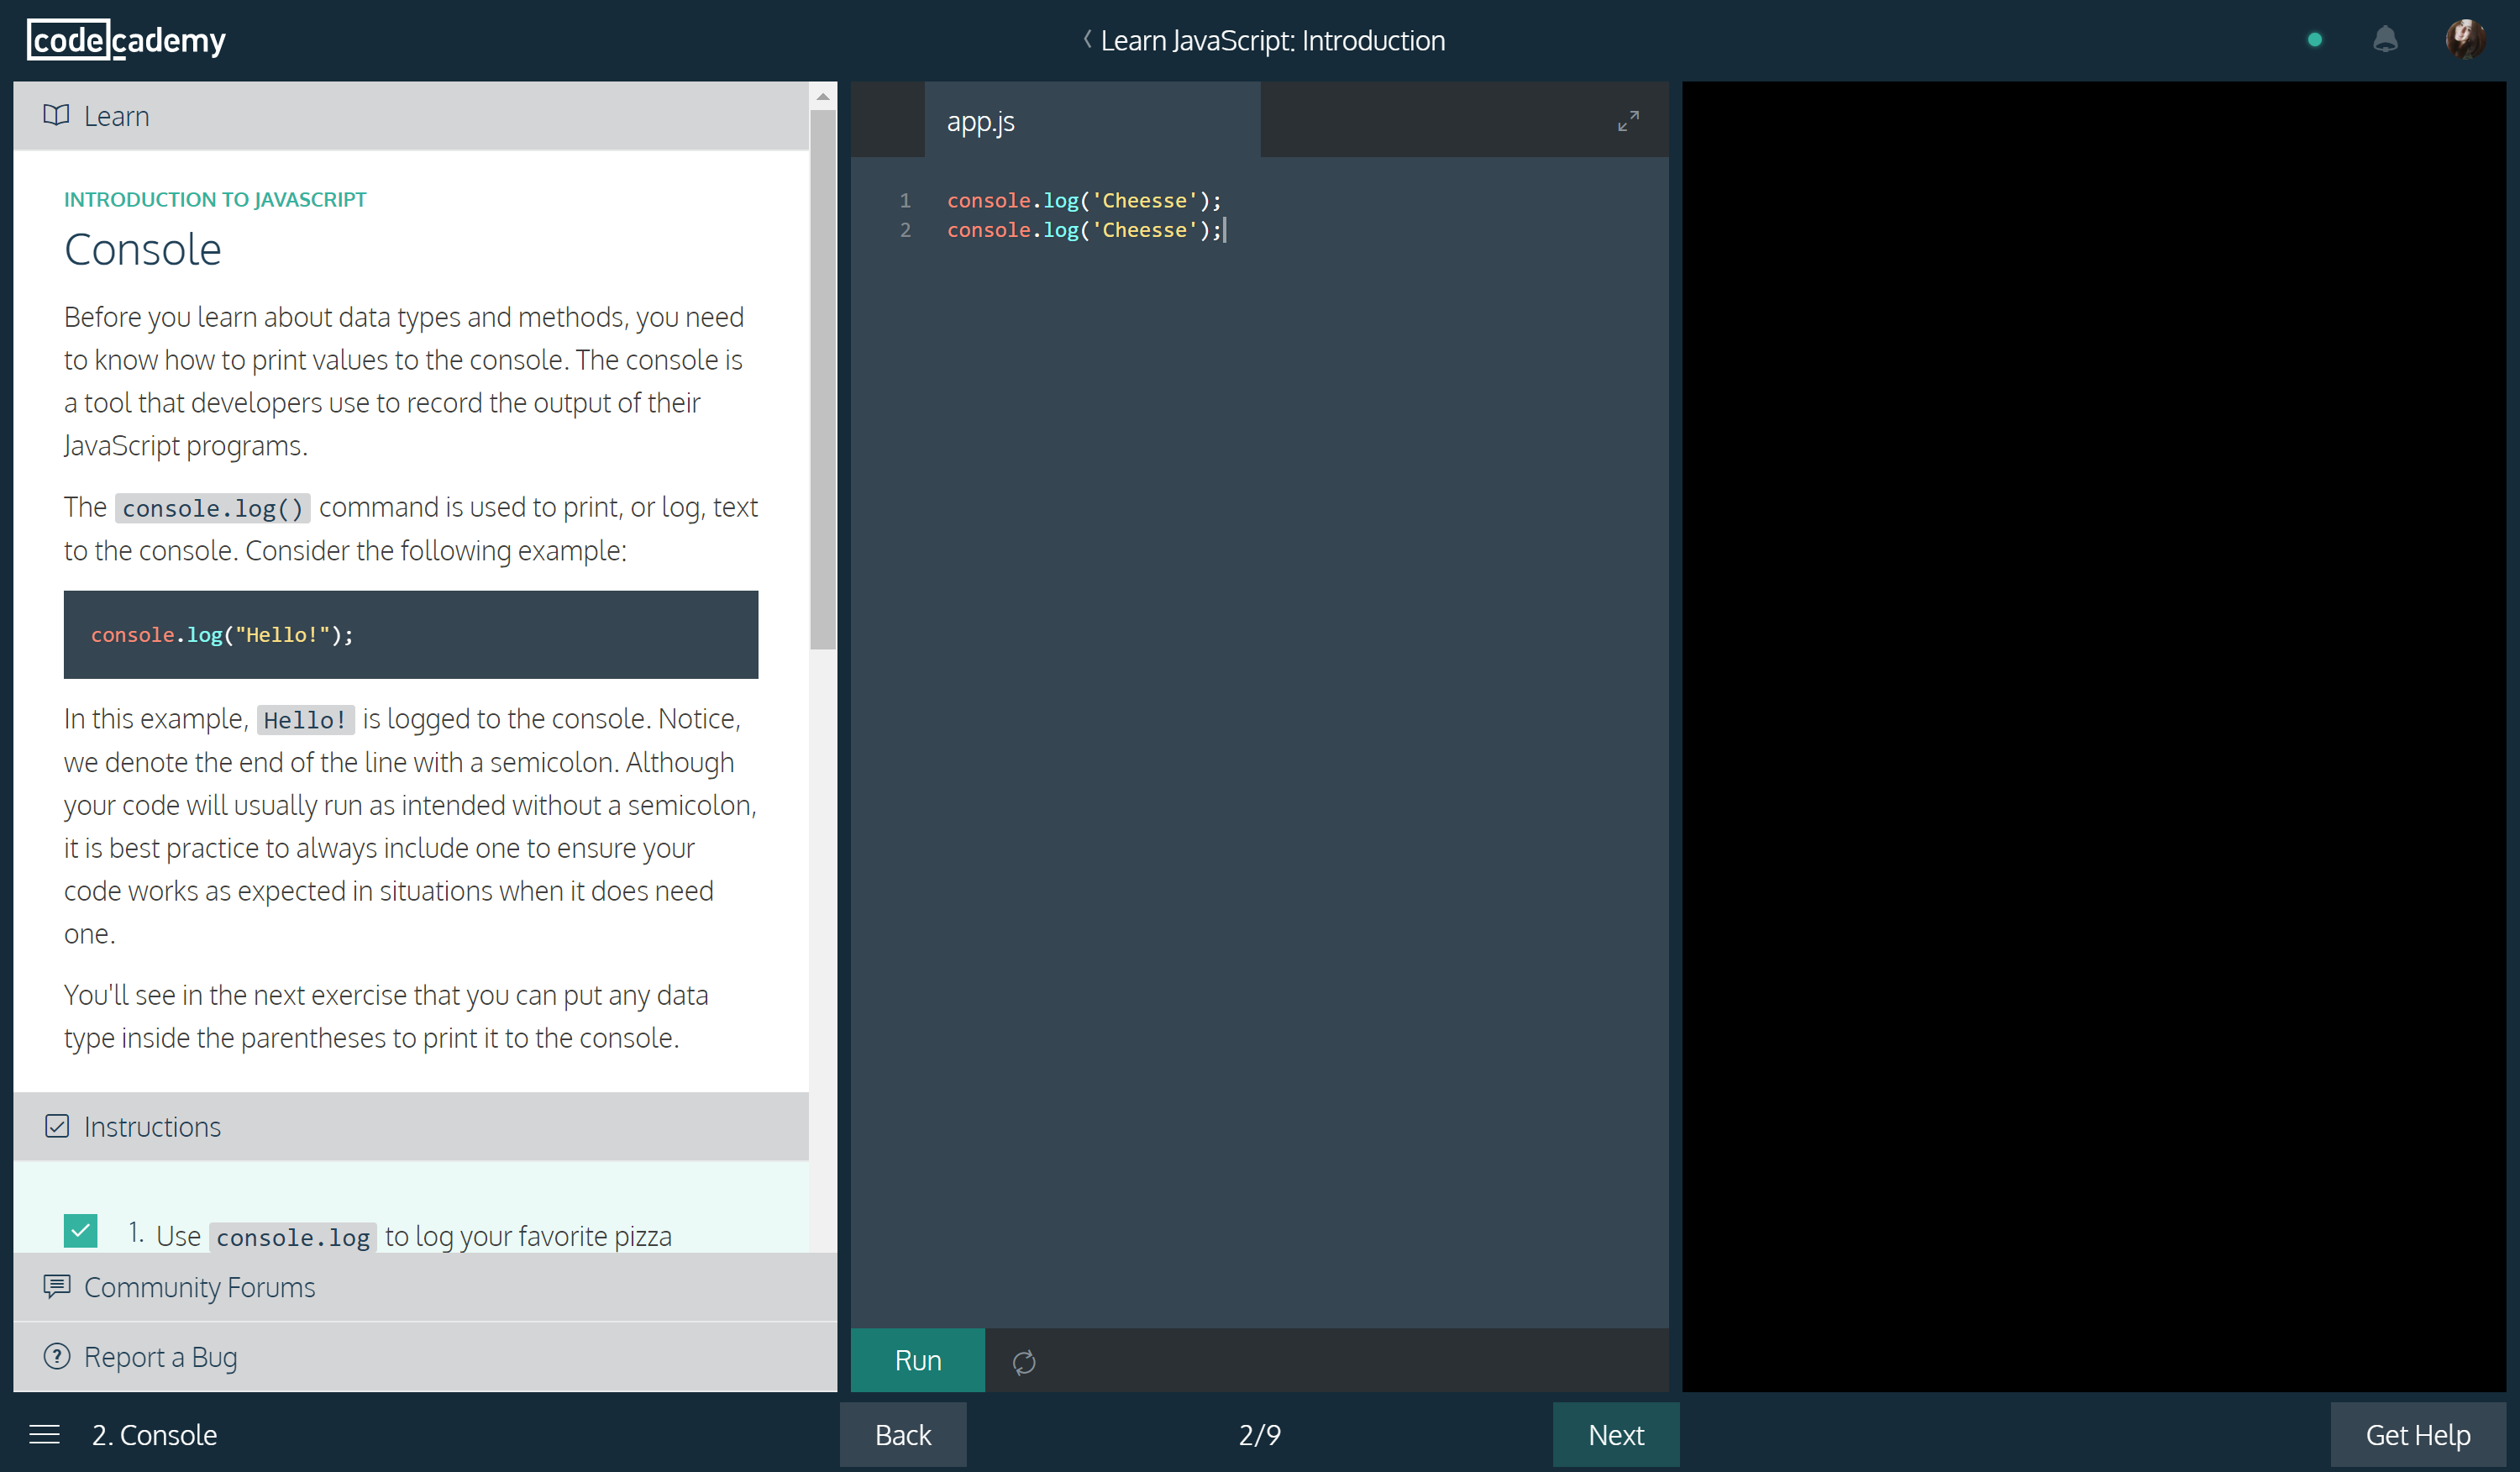 codecademy
Learn JavaScript: Introduction
Learn
INTRODUCTION TO JAVASCRIPT
Console
Before you learn about data types and methods, you need
to know how to print values to the console. The console is
a tool that developers use to record the output of their
JavaScript programs.
The console.log() command is used to print, or log, text
to the console. Consider the following example:
console.log("Hello!");
In this example, Hello! is logged to the console. Notice,
we denote the end of the line with a semicolon. Although
your code will usually run as intended without a semicolon,
it is best practice to always include one to ensure your
code works as expected in situations when it does need
one.
You'll see in the next exercise that you can put any data
type inside the parentheses to print it to the console.
Instructions
1. Use console.log to log your favorite pizza
Community Forums
Report a Bug
app.js
1 console.log('Cheesse');
2 console.log('Cheesse');
Run
2. Console
Back
2/9
Next
Get Help